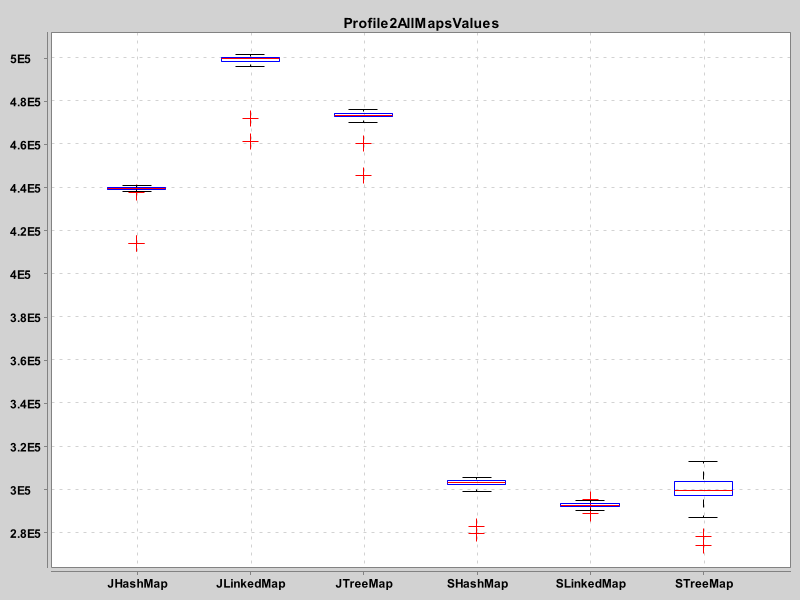 Profile2AllMapsValues
5E5
4.8E5
4.6E5
4.4E5
4.2E5
4E5
3.8E5
3.6E5
3.4E5
3.2E5
3E5
2.8E5
JHashMap JLinkedMap JTreeMap SHashMap SLinkedMap STreeMap